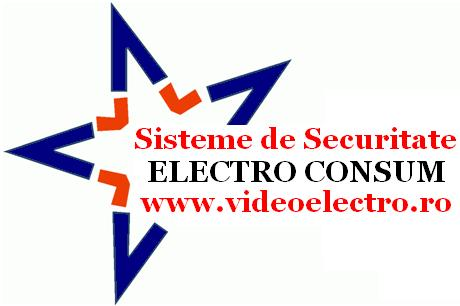 Sisteme de Securitate
ELECTRO CONSUM
www.videoelectro.ro